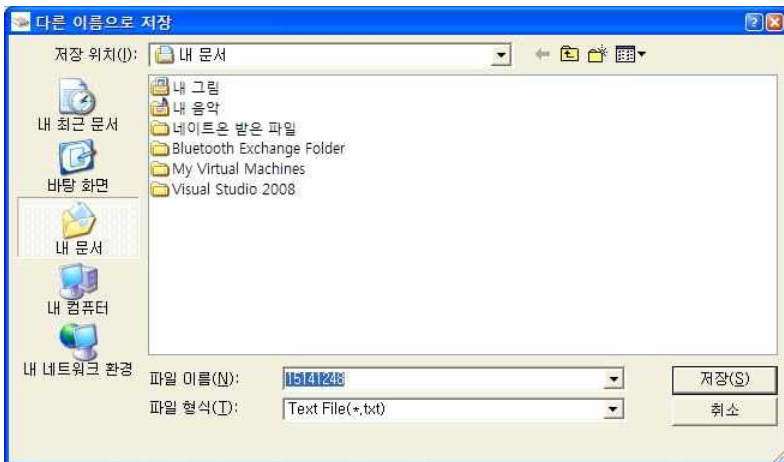 다른 이름으로 저장
저장 위치(I): 내 문서
내 그림
내 음악
네이트온 받은 파일
Bluetooth Exchange Folder
My Virtual Machines
Visual Studio 2008
내 최근 문서
바탕 화면
내 문서
내 컴퓨터
내 네트워크 환경
파일 이름(N): 15141248
저장(S)
파일 형식(T): Text File(*.txt)
취소